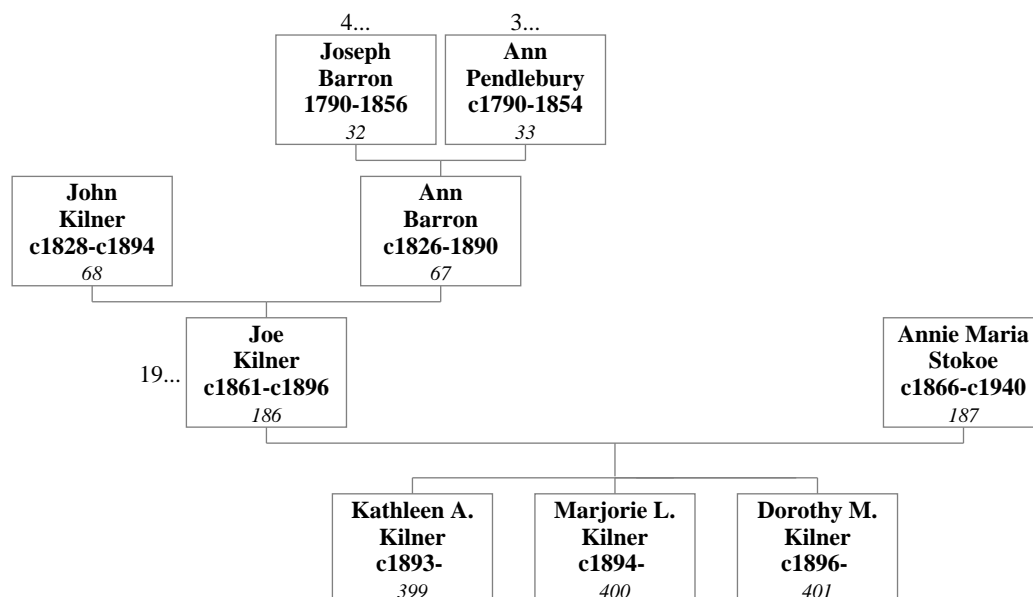 4...
3...
Joseph
Barron
1790-1856
32
Ann
Pendlebury
c1790-1854
33
John
Kilner
c1828-c1894
68
Ann
Barron
c1826-1890
67
19...
Joe
Kilner
c1861-c1896
186
Annie Maria
Stokoe
c1866-c1940
187
Kathleen A.
Kilner
c1893-
399
Marjorie L.
Kilner
c1894-
400
Dorothy M.
Kilner
c1896-
401